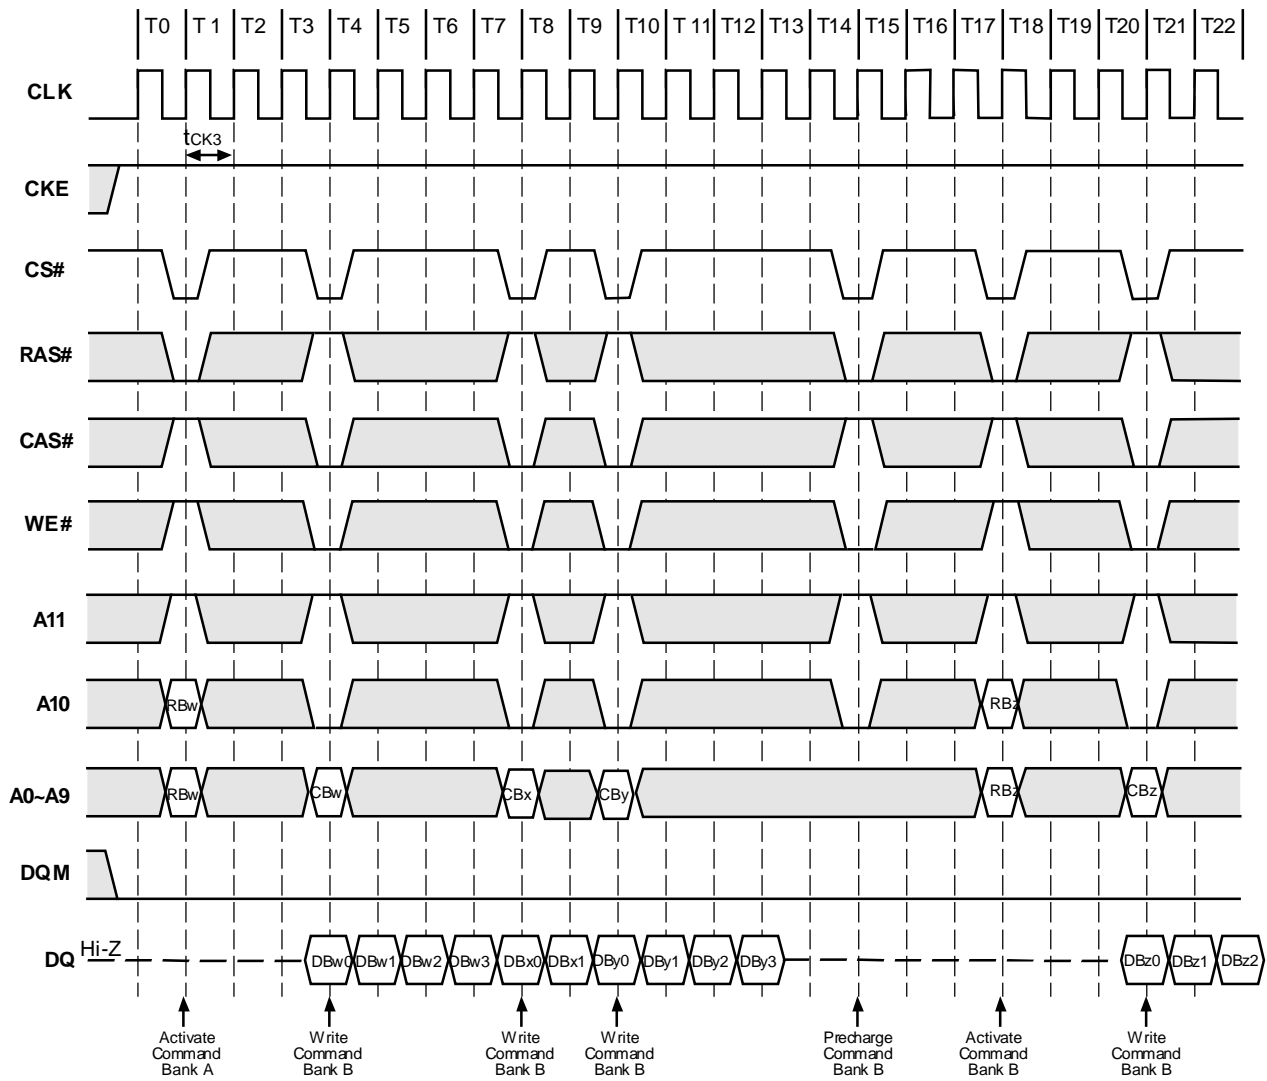 T0 T 1 T2 T3 T4 T5 T6 T7 T8 T9 T10 T 11 T12 T13 T14 T15 T16 T17 T18 T19 T20 T21 T22
CLK
tCK3
CKE
CS#
RAS#
CAS#
WE#
A11
A10 RBw RBz
A0~A9 RBw CBw CBx CBy RBz CBz
DQM
DQ Hi-Z DBw0 DBw1 DBw2 DBw3 DBx0 DBx1 DBy0 DBy1 DBy2 DBy3 DBz0 DBz1 DBz2
Activate
Command
Bank A
Write
Command
Bank B
Write
Command
Bank B
Write
Command
Bank B
Precharge
Command
Bank B
Activate
Command
Bank B
Write
Command
Bank B